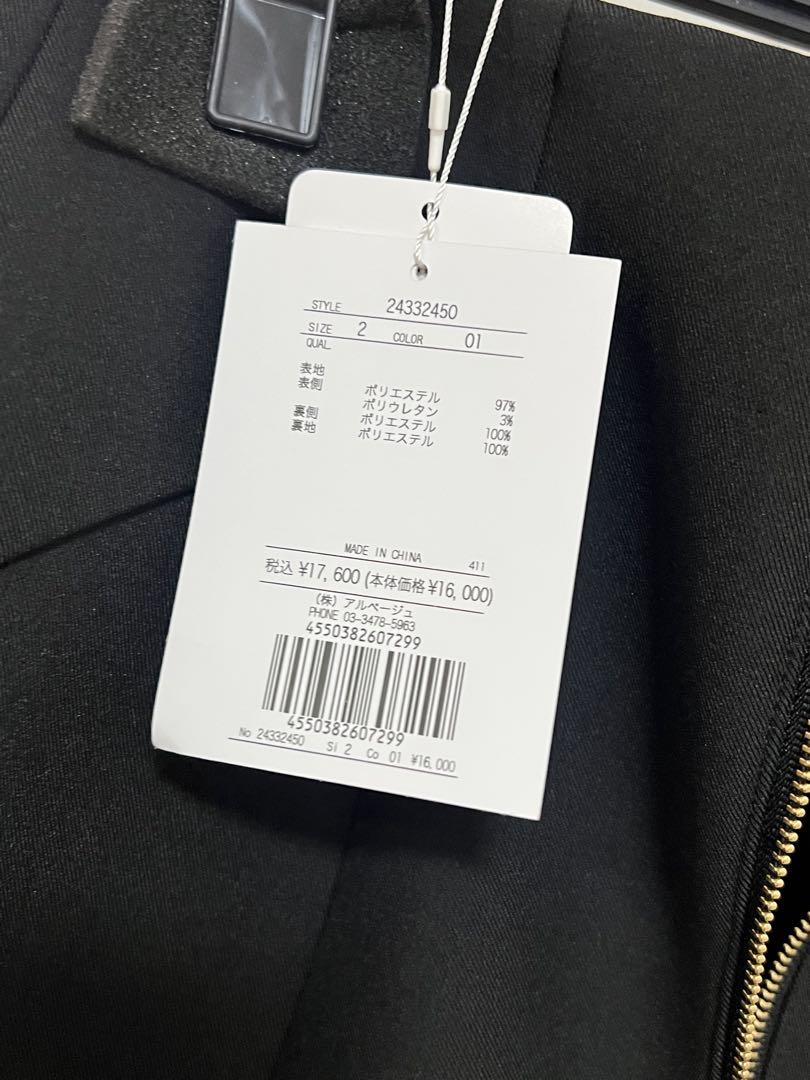 STYLE 24332450
SIZE 2 COLOR 01
QUAL
表地
表側 ポリエステル 97%
ポリウレタン 3%
裏側 ポリエステル 100%
裏地 ポリエステル 100%
MADE IN CHINA 411
税込 ¥17,600(本体価格¥16,000)
(株) アルページュ
PHONE 03-3478-5963
4550382607299
4550382607299
No 24332450 Si 2 Co 01 ¥16,000